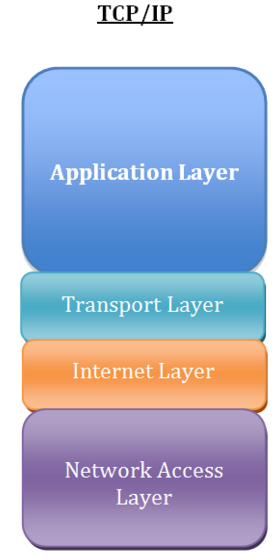 TCP/IP
Application Layer
Transport Layer
Internet Layer
Network Access
Layer